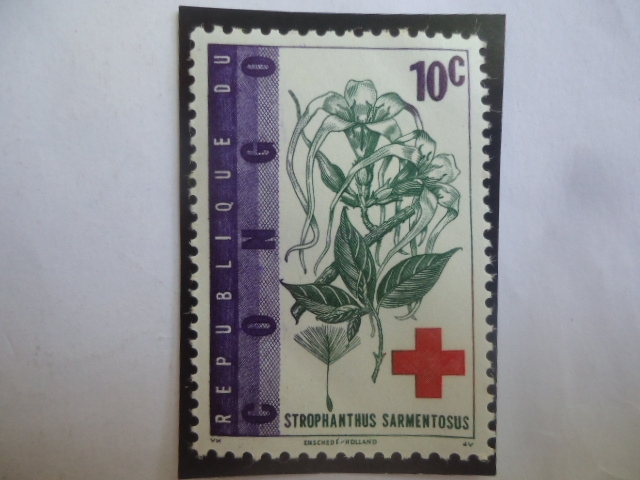 REPUBLIQUE DU
CONGO
10C
STROPHANTHUS SARMENTOSUS
ENSCHEDÉ-HOLLAND